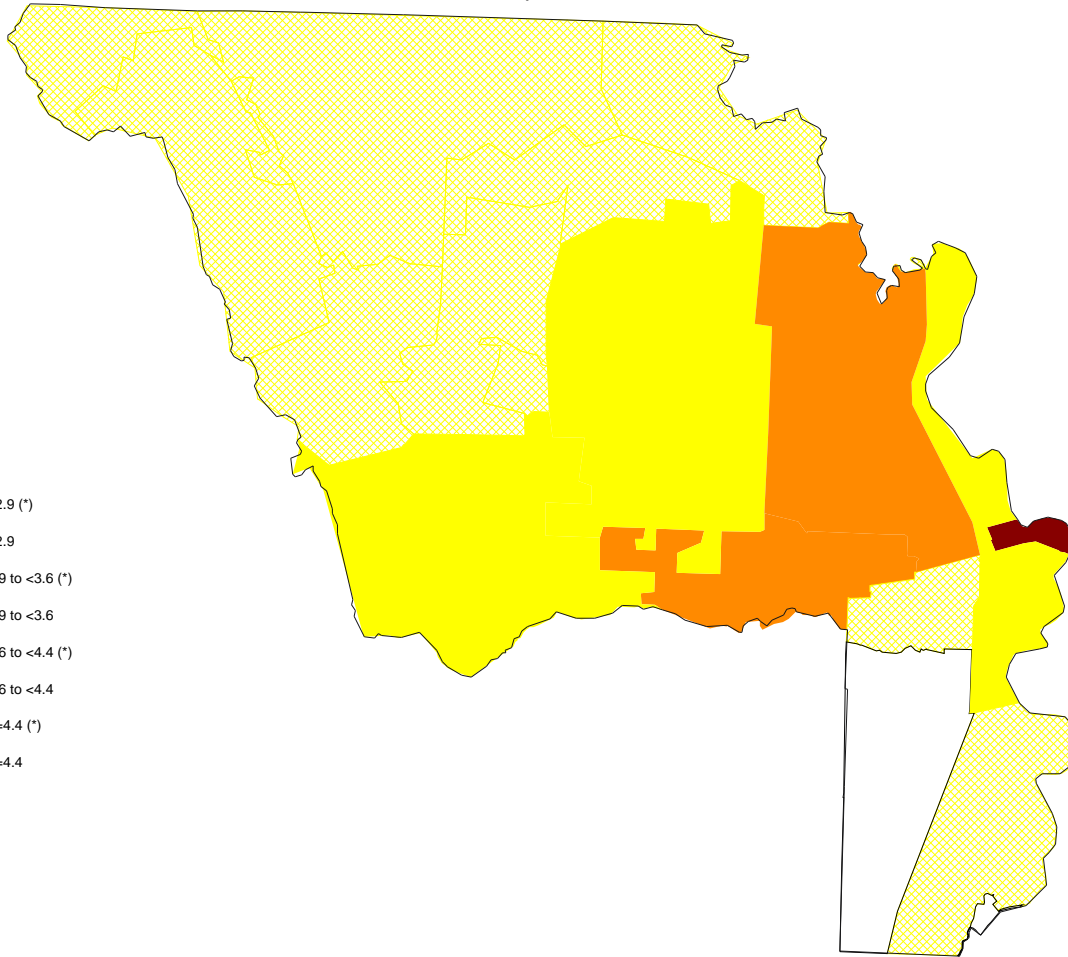 2.9 (*)
2.9
9 to <3.6 (*)
9 to <3.6
6 to <4.4 (*)
6 to <4.4
=4.4 (*)
=4.4